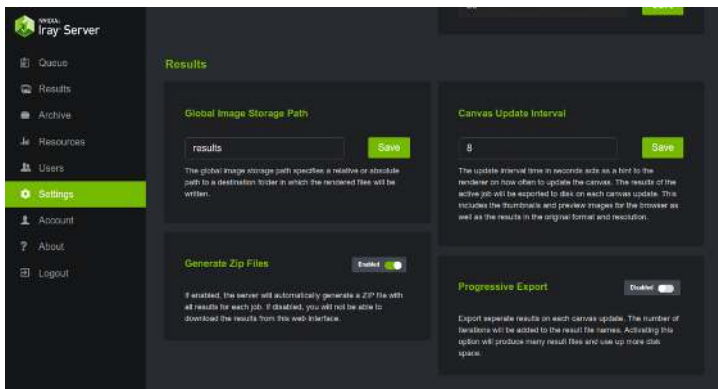 NVIDIA.
Iray Server
Queue
Results
Archive
Resources
Users
Settings
Account
About
Logout
Results
Global Image Storage Path
results
Save
The global image storage path specifies a relative or absolute
path to a destination folder in which the rendered files will be
written.
Generate Zip Files
Enabled
If enabled, the server will automatically generate a ZIP file with
all results for each job. If disabled, you will not be able to
download the results from this web interface.
Canvas Update Interval
8
Save
The update interval time in seconds acts as a hint to the
renderer on how often to update the canvas. The results of the
active job will be exported to disk on each canvas update. This
includes the thumbnails and preview images for the browser as
well as the results in the original format and resolution.
Progressive Export
Disabled
Export seperate results on each canvas update. The number of
iterations will be added to the result file names. Activating this
option will produce many result files and use up more disk
space.